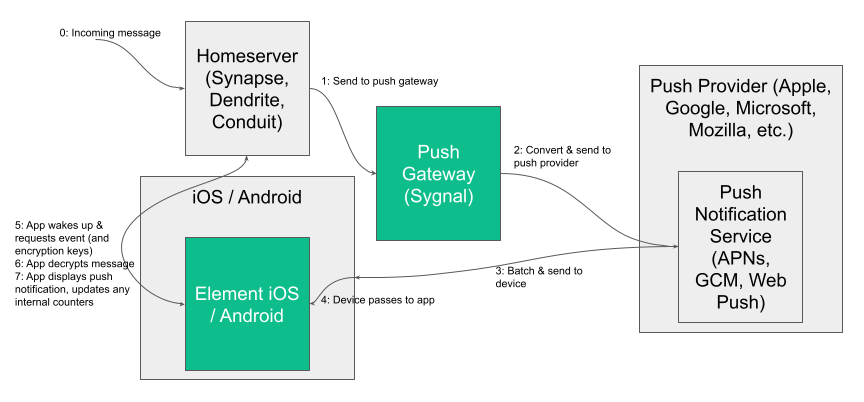 0: Incoming message
Homeserver
(Synapse,
Dendrite,
Conduit)
1: Send to push gateway
Push
Gateway
(Sygnal)
2: Convert & send to
push provider
Push Provider (Apple,
Google, Microsoft,
Mozilla, etc.)
Push
Notification
Service
(APNs,
GCM, Web
Push)
3: Batch & send to
device
iOS / Android
4: Device passes to app
Element iOS
/ Android
5: App wakes up &
requests event (and
encryption keys)
6: App decrypts message
7: App displays push
notification, updates any
internal counters